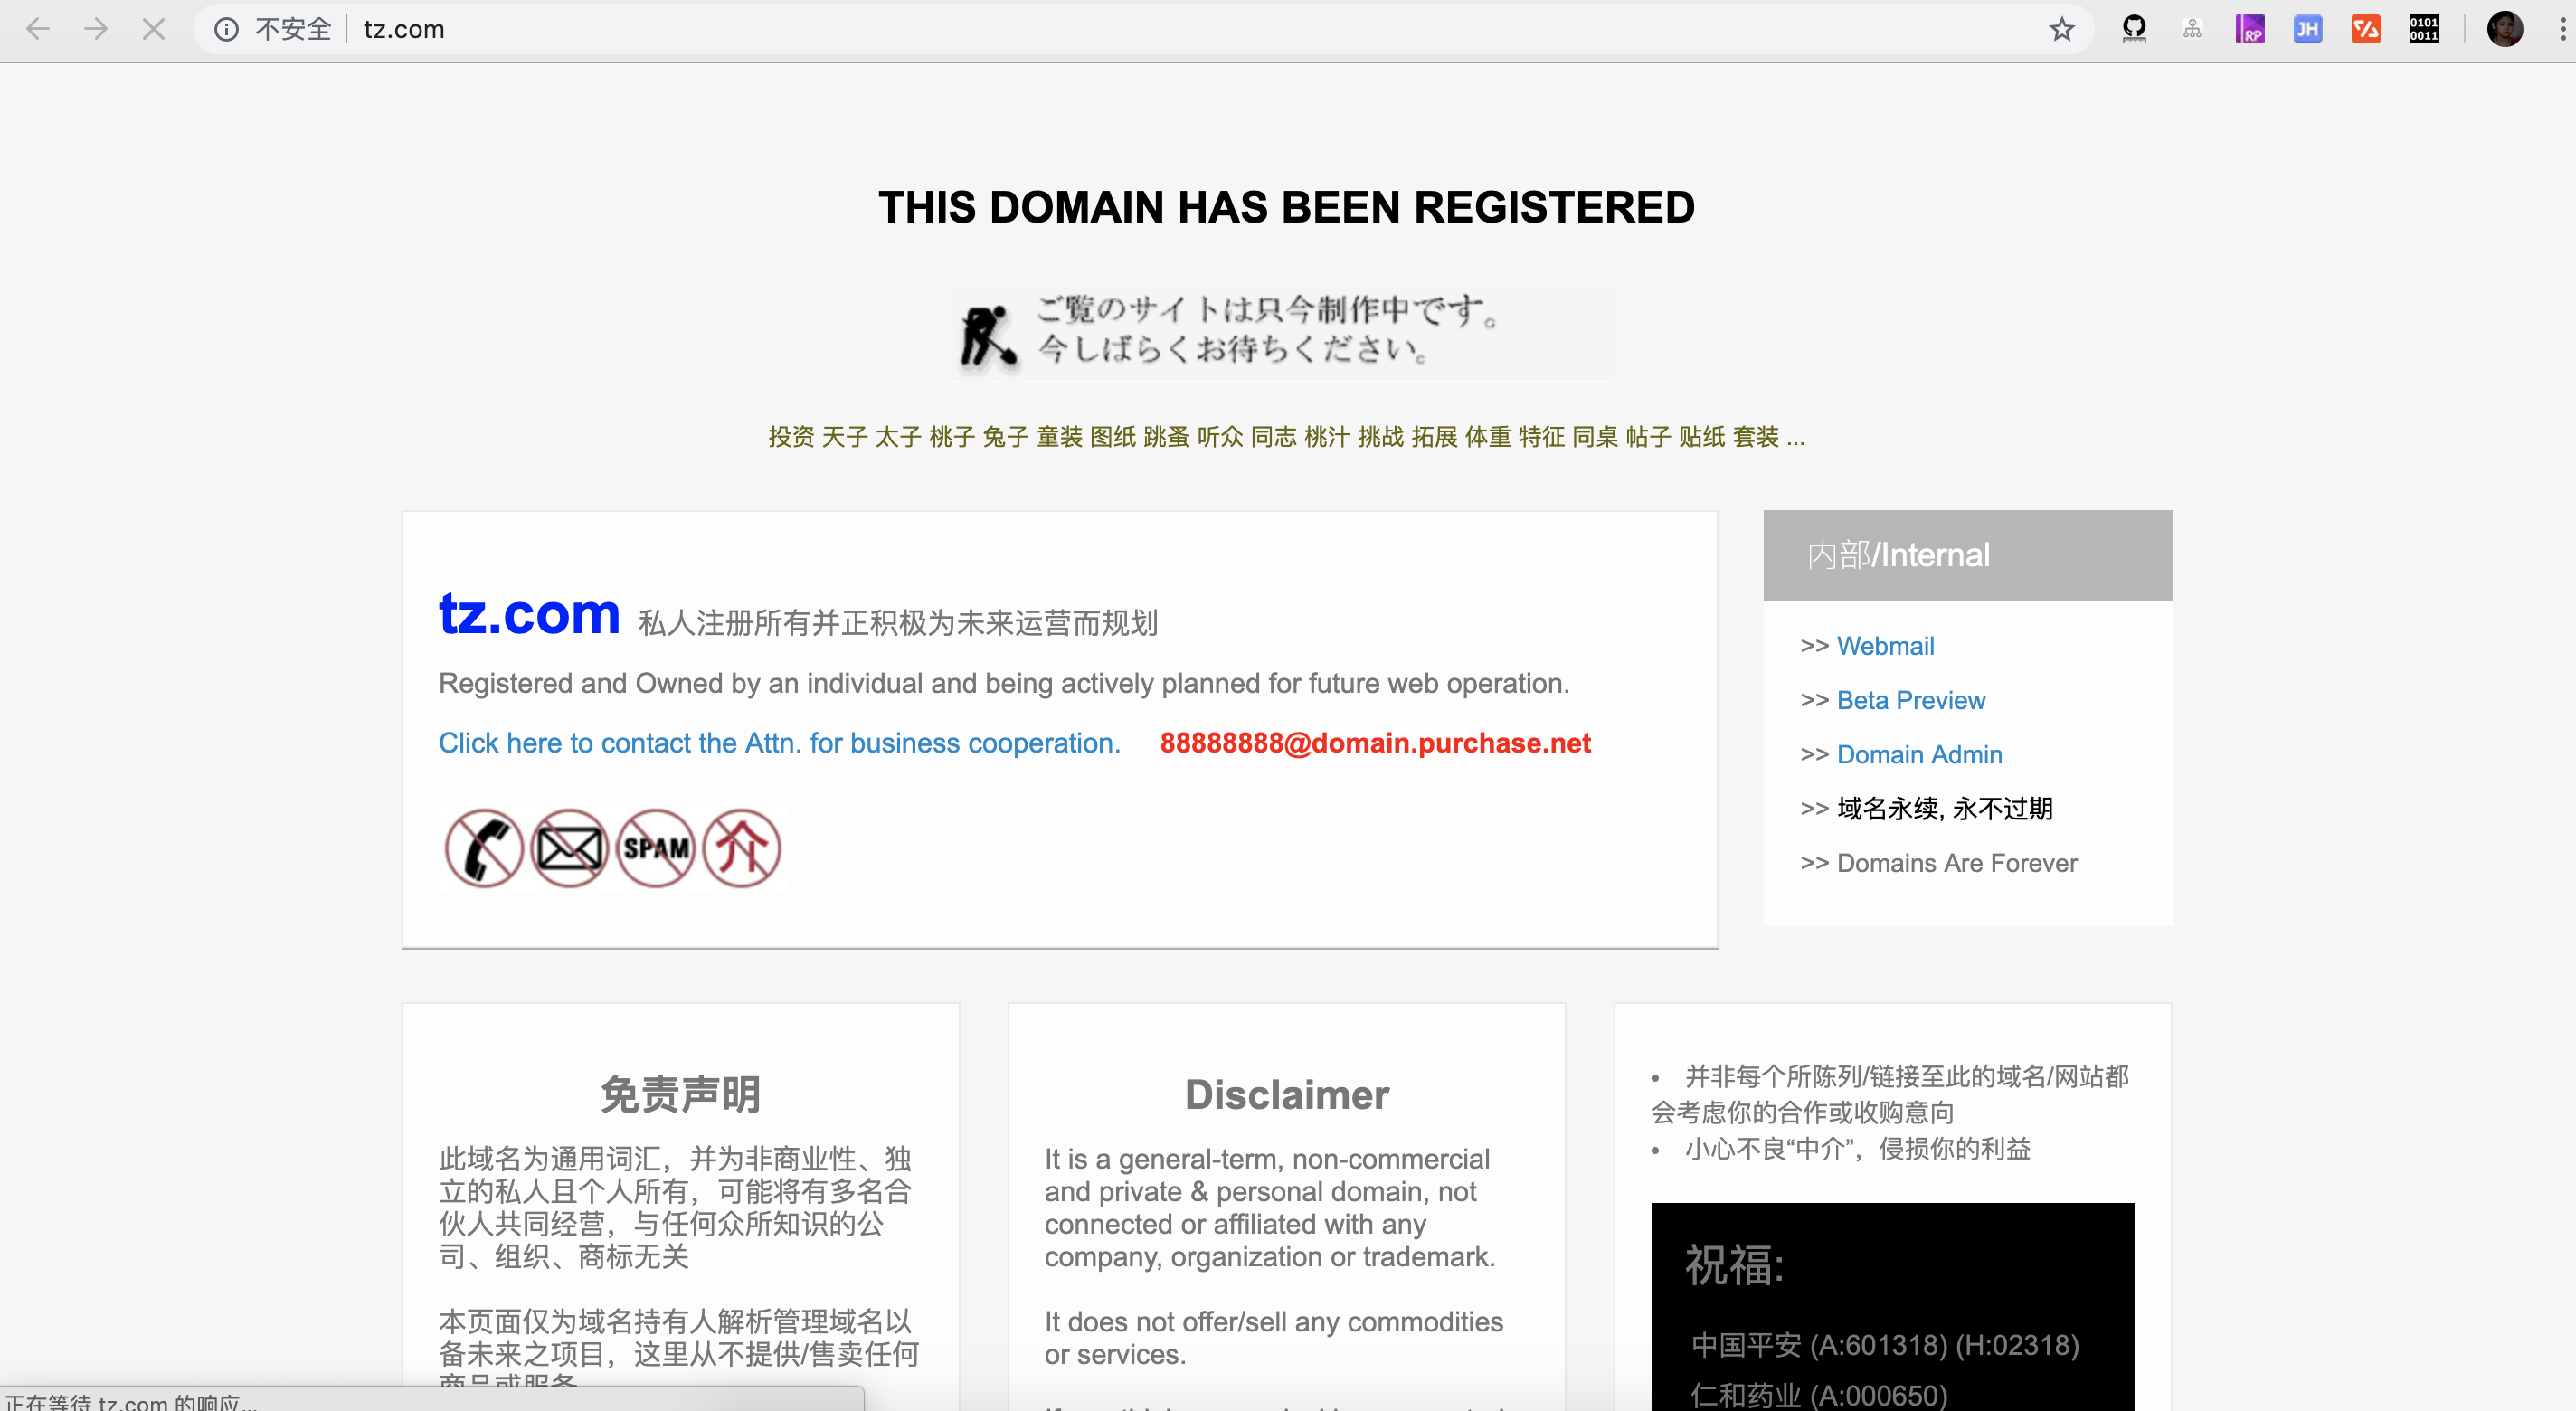 不安全 | tz.com
0101
0011
RP
JH
THIS DOMAIN HAS BEEN REGISTERED
ご覧のサイトは只今制作中です。
今しばらくお待ちください。
投资 天子 太子 桃子 兔子 童装 图纸 跳蚤 听众 同志 桃汁 挑战 拓展 体重 特征 同桌 帖子 贴纸 套装 ...
tz.com 私人注册所有并正积极为未来运营而规划
Registered and Owned by an individual and being actively planned for future web operation.
Click here to contact the Attn. for business cooperation. 88888888@domain.purchase.net
SPAM 介
内部/Internal
>> Webmail
>> Beta Preview
>> Domain Admin
>> 域名永续, 永不过期
>> Domains Are Forever
免责声明
此域名为通用词汇，并为非商业性、独
立的私人且个人所有，可能将有多名合
伙人共同经营，与任何众所知识的公
司、组织、商标无关
本页面仅为域名持有人解析管理域名以
备未来之项目，这里从不提供/售卖任何
商品或服务
Disclaimer
It is a general-term, non-commercial
and private & personal domain, not
connected or affiliated with any
company, organization or trademark.
It does not offer/sell any commodities
or services.
• 并非每个所陈列/链接至此的域名/网站都
会考虑你的合作或收购意向
• 小心不良“中介”，侵损你的利益
祝福:
中国平安 (A:601318) (H:02318)
仁和药业 (A:000650)
正在等待 tz.com 的响应...